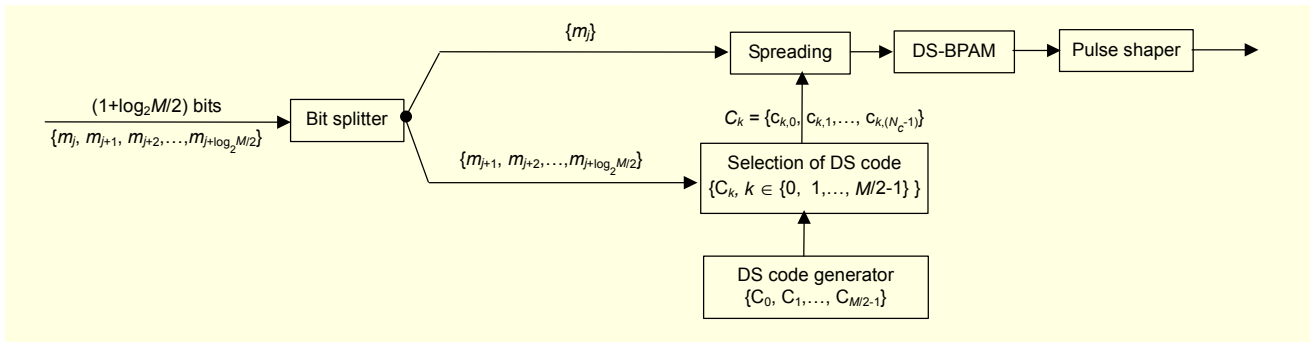 {mj}
Spreading
DS-BPAM
Pulse shaper
(1+log2M/2) bits
{mj, mj+1, mj+2,…,mj+log2M/2}
Bit splitter
Ck = {ck,0, ck,1,…, ck,(Nc-1)}
{mj+1, mj+2,…,mj+log2M/2}
Selection of DS code
{Ck, k ∈ {0, 1,…, M/2-1} }
DS code generator
{C0, C1,…, CM/2-1}